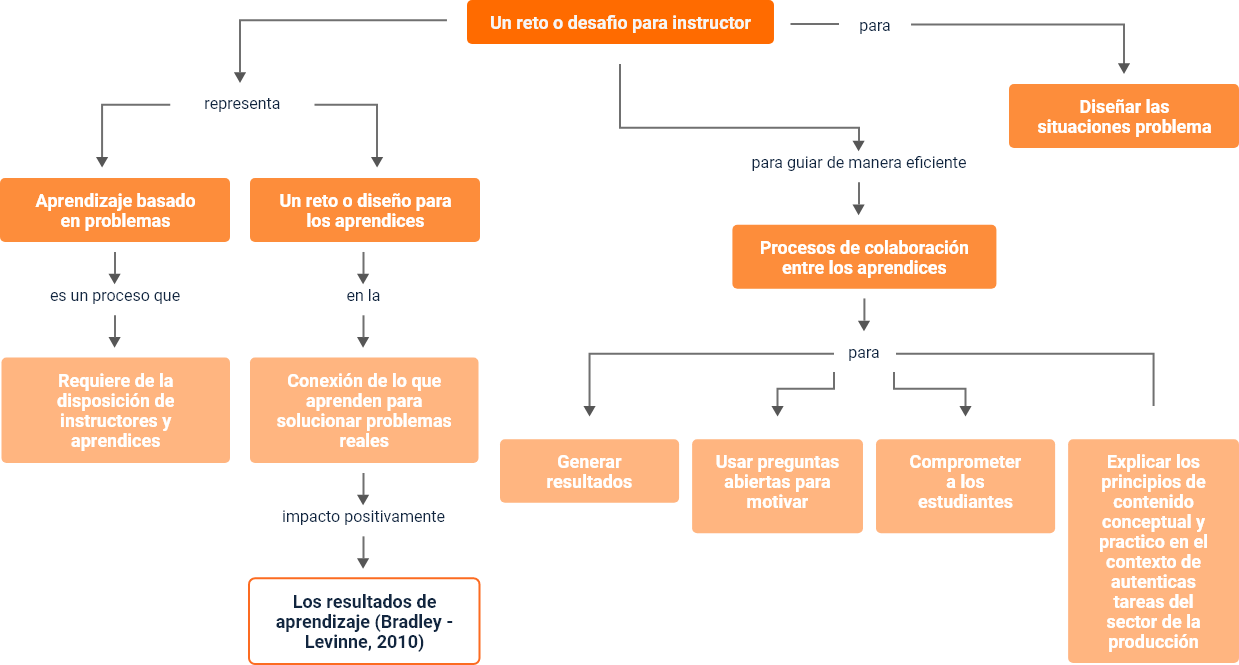 Un reto o desafio para instructor
para
Diseñar las
situaciones problema
representa
para guiar de manera eficiente
Aprendizaje basado
en problemas
Un reto o diseño para
los aprendices
Procesos de colaboración
entre los aprendices
es un proceso que
en la
para
Requiere de la
disposición de
instructores y
aprendices
Conexión de lo que
aprenden para
solucionar problemas
reales
Generar
resultados
Usar preguntas
abiertas para
motivar
Comprometer
a los
estudiantes
Explicar los
principios de
contenido
conceptual y
practico en el
contexto de
autenticas
tareas del
sector de la
producción
impacto positivamente
Los resultados de
aprendizaje (Bradley -
Levinne, 2010)